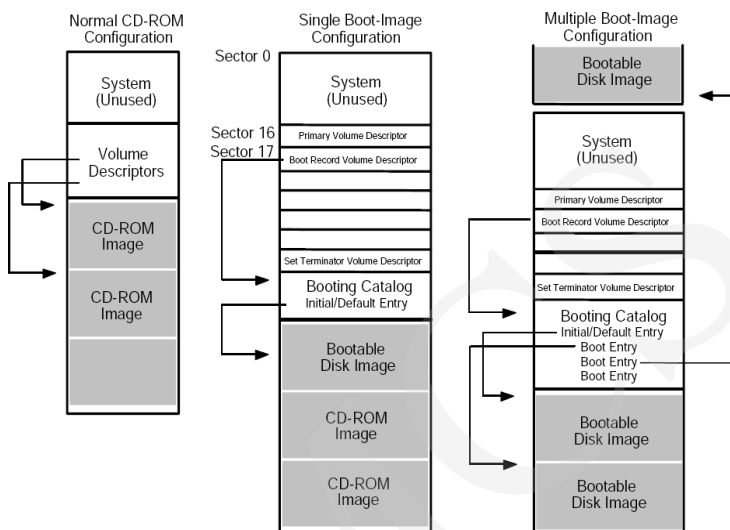 Normal CD-ROM
Configuration
System
(Unused)
Volume
Descriptors
CD-ROM
Image
CD-ROM
Image
Single Boot-Image
Configuration
Sector 0
System
(Unused)
Sector 16
Primary Volume Descriptor
Sector 17
Boot Record Volume Descriptor
Set Terminator Volume Descriptor
Booting Catalog
Initial/Default Entry
Bootable
Disk Image
CD-ROM
Image
CD-ROM
Image
Multiple Boot-Image
Configuration
Bootable
Disk Image
System
(Unused)
Primary Volume Descriptor
Boot Record Volume Descriptor
Set Terminator Volume Descriptor
Booting Catalog
Initial/Default Entry
Boot Entry
Boot Entry
Boot Entry
Bootable
Disk Image
Bootable
Disk Image